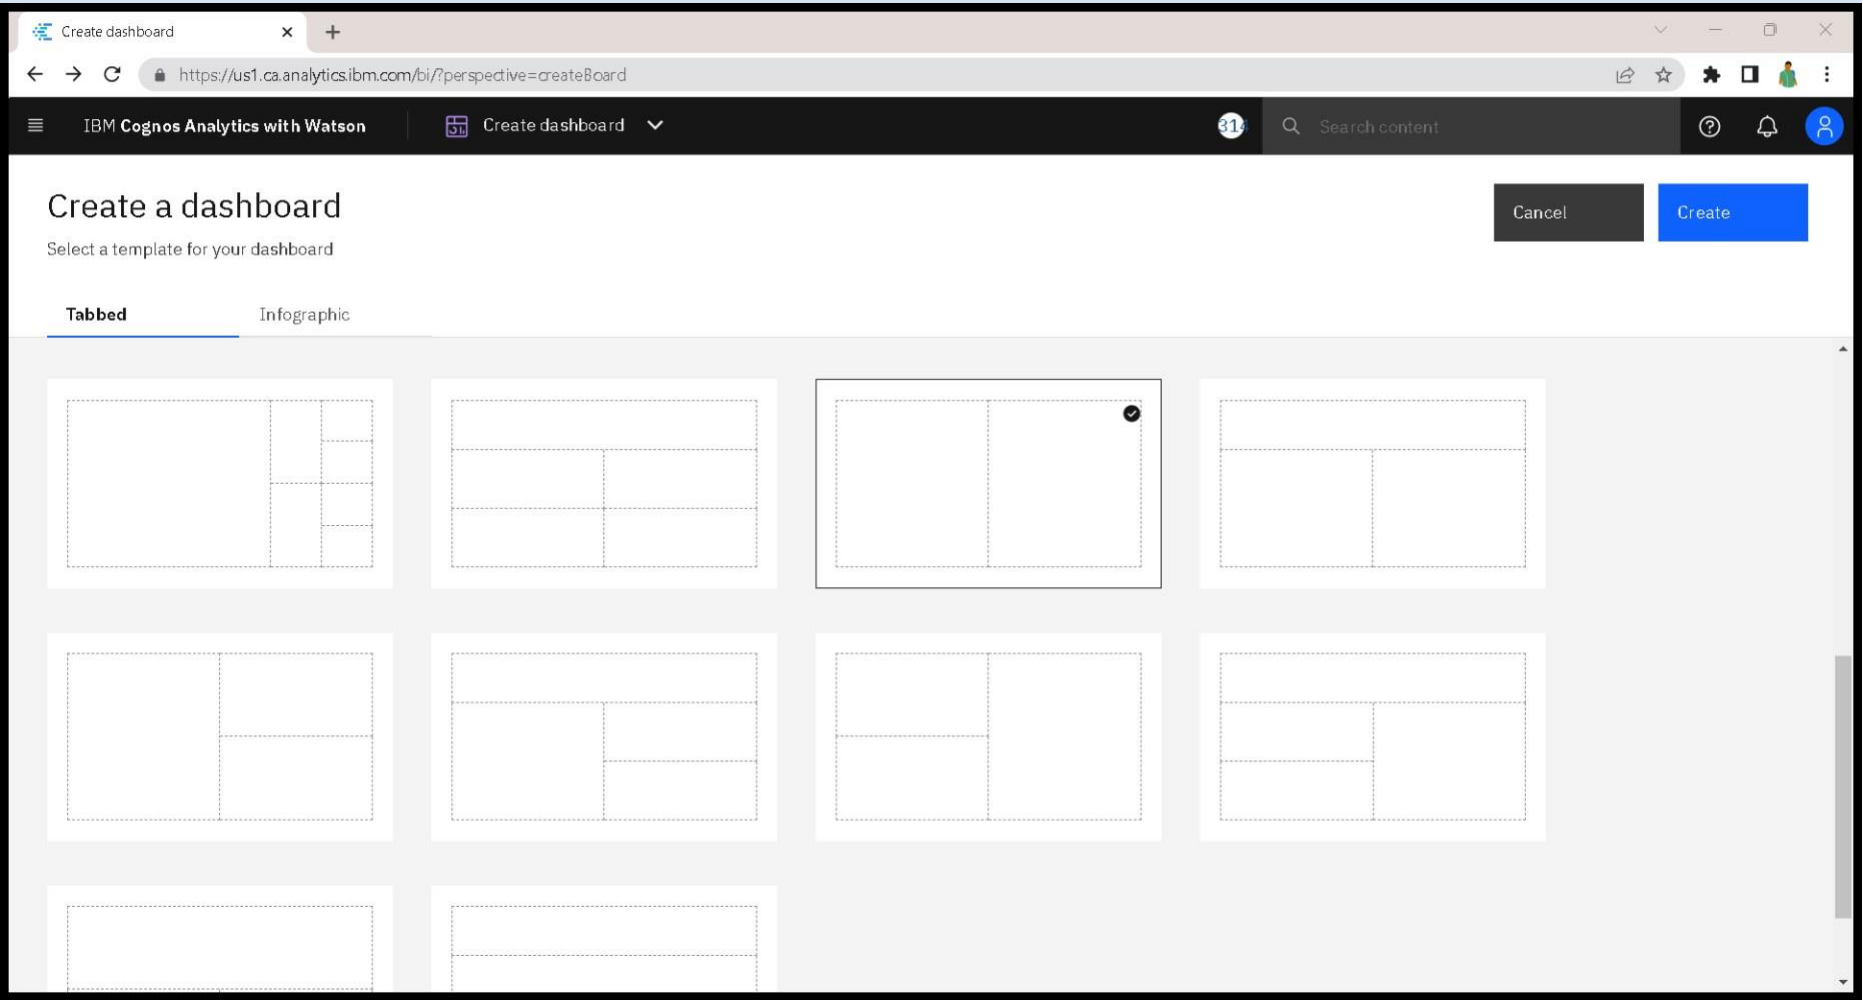 Create dashboard
https://us1.ca.analytics.ibm.com/bi/?perspective=createBoard
IBM Cognos Analytics with Watson
Create dashboard
314
Search content
Create a dashboard
Cancel
Create
Select a template for your dashboard
Tabbed
Infographic